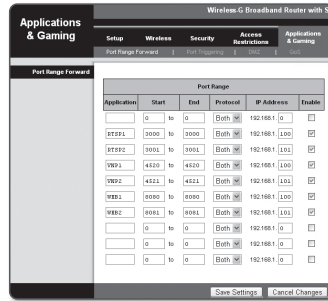 Wireless-G Broadband Router with S
Applications & Gaming
Setup Wireless Security Access Restrictions Applications & Gaming
Port Range Forward | Port Triggering | DMZ | QoS
Port Range Forward
Port Range
Application Start End Protocol IP Address Enable
0 to 0 Both 192.168.1. 0
RTSP1 3000 to 3000 Both 192.168.1. 100
RTSP2 3001 to 3001 Both 192.168.1. 101
VNP1 4520 to 4520 Both 192.168.1. 100
VNP2 4521 to 4521 Both 192.168.1. 101
WEB1 8080 to 8080 Both 192.168.1. 100
WEB2 8081 to 8081 Both 192.168.1. 101
0 to 0 Both 192.168.1. 0
0 to 0 Both 192.168.1. 0
0 to 0 Both 192.168.1. 0
Save Settings Cancel Changes